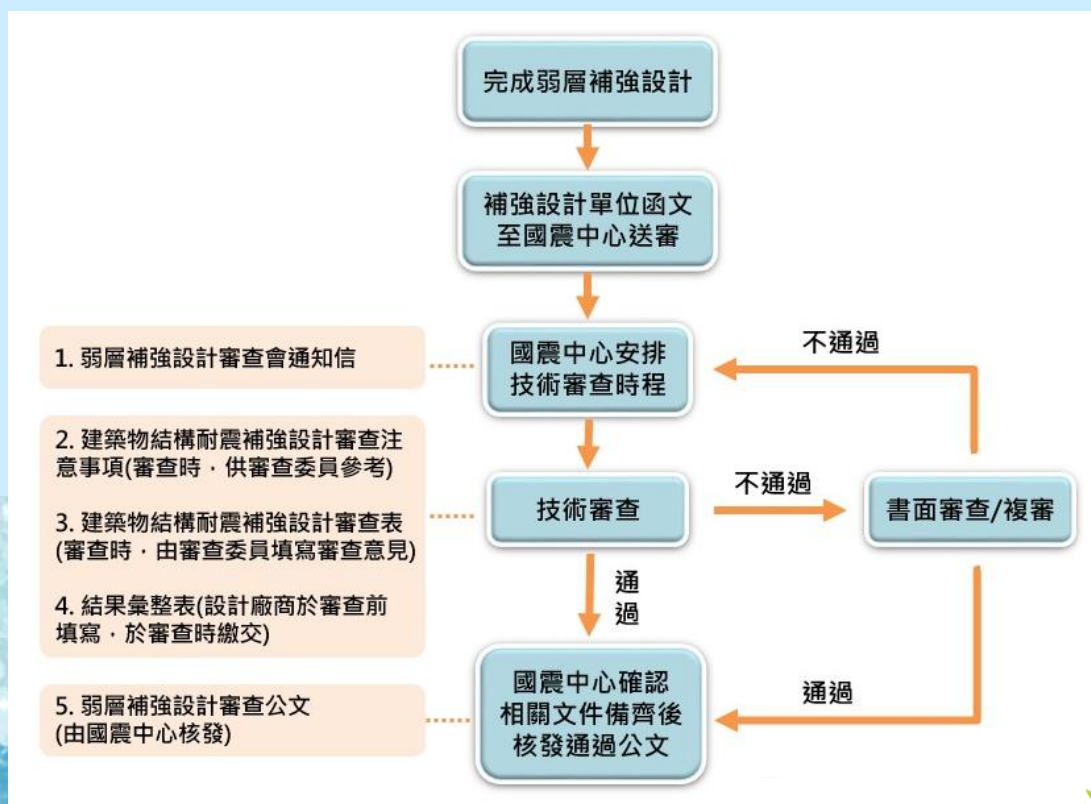 完成弱層補強設計
補強設計單位函文
至國震中心送審
1. 弱層補強設計審查會通知信
國震中心安排
技術審查時程
不通過
2. 建築物結構耐震補強設計審查注
意事項(審查時，供審查委員參考)
3. 建築物結構耐震補強設計審查表
(審查時，由審查委員填寫審查意見)
4. 結果彙整表(設計廠商於審查前
填寫，於審查時繳交)
技術審查
不通過
書面審查/複審
通
過
5. 弱層補強設計審查公文
(由國震中心核發)
國震中心確認
相關文件備齊後
核發通過公文
通過